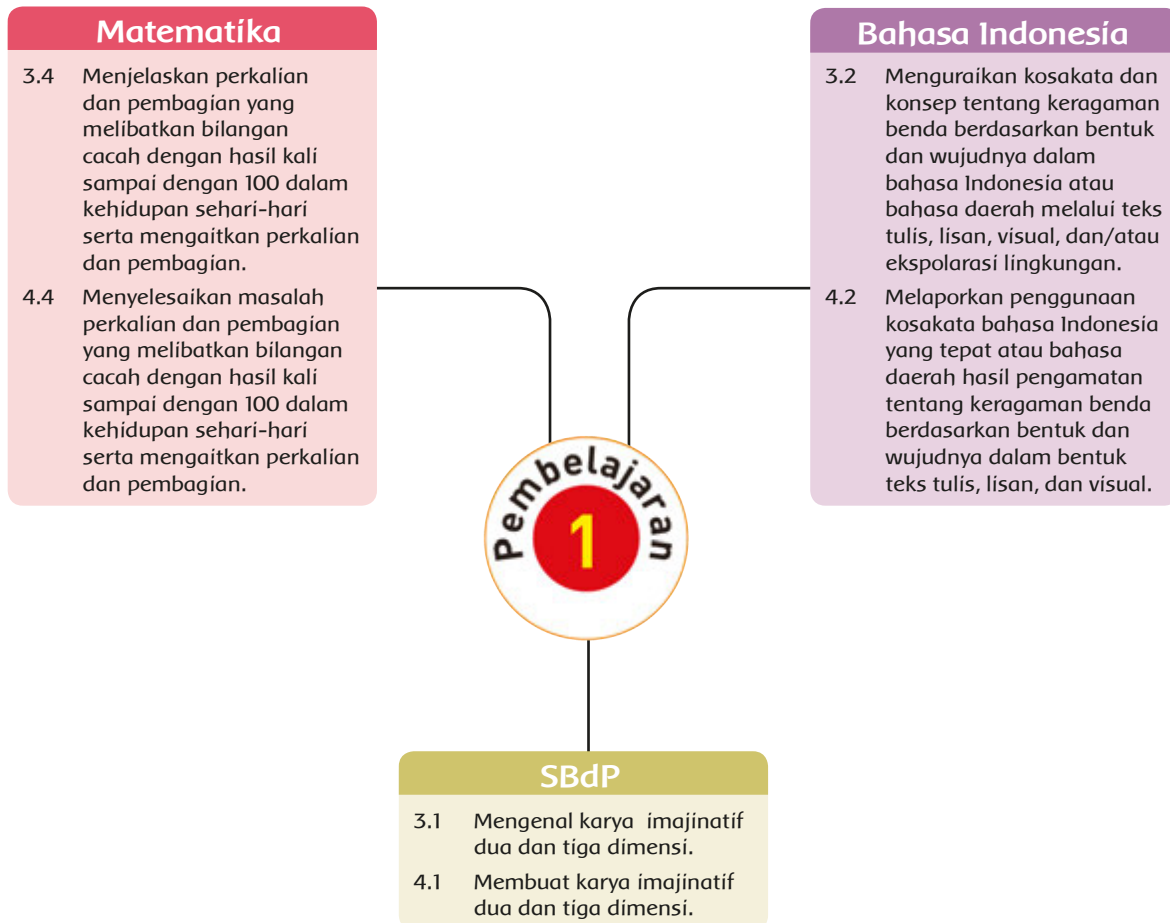 Matematika
3.4 Menjelaskan perkalian
dan pembagian yang
melibatkan bilangan
cacah dengan hasil kali
sampai dengan 100 dalam
kehidupan sehari-hari
serta mengaitkan perkalian
dan pembagian.
4.4 Menyelesaikan masalah
perkalian dan pembagian
yang melibatkan bilangan
cacah dengan hasil kali
sampai dengan 100 dalam
kehidupan sehari-hari
serta mengaitkan perkalian
dan pembagian.
Bahasa Indonesia
3.2 Menguraikan kosakata dan
konsep tentang keragaman
benda berdasarkan bentuk
dan wujudnya dalam
bahasa Indonesia atau
bahasa daerah melalui teks
tulis, lisan, visual, dan/atau
ekspolarasi lingkungan.
4.2 Melaporkan penggunaan
kosakata bahasa Indonesia
yang tepat atau bahasa
daerah hasil pengamatan
tentang keragaman benda
berdasarkan bentuk dan
wujudnya dalam bentuk
teks tulis, lisan, dan visual.
Pembelajaran
1
SBdP
3.1 Mengenal karya imajinatif
dua dan tiga dimensi.
4.1 Membuat karya imajinatif
dua dan tiga dimensi.